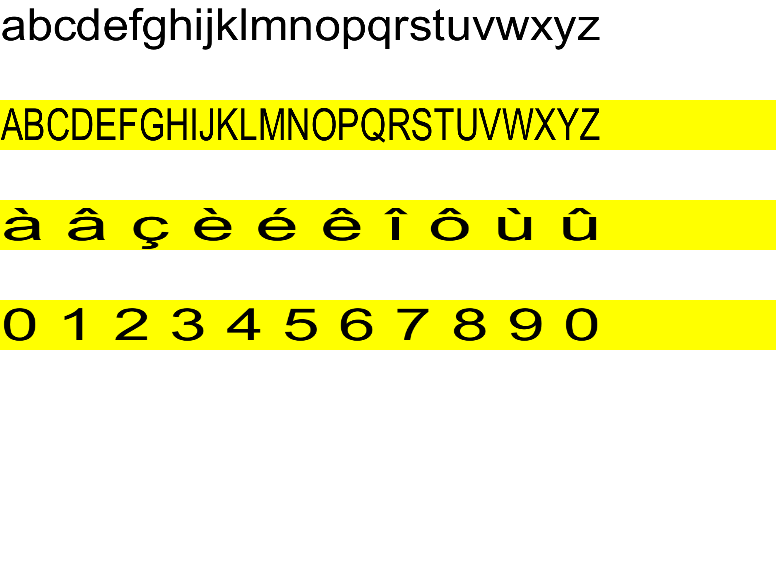 abcdefghijklmnopqrstuvwxyz
ABCDEFGHIJKLMNOPQRSTUVWXYZ
à â ç è é ê î ô ù û
0 1 2 3 4 5 6 7 8 9 0